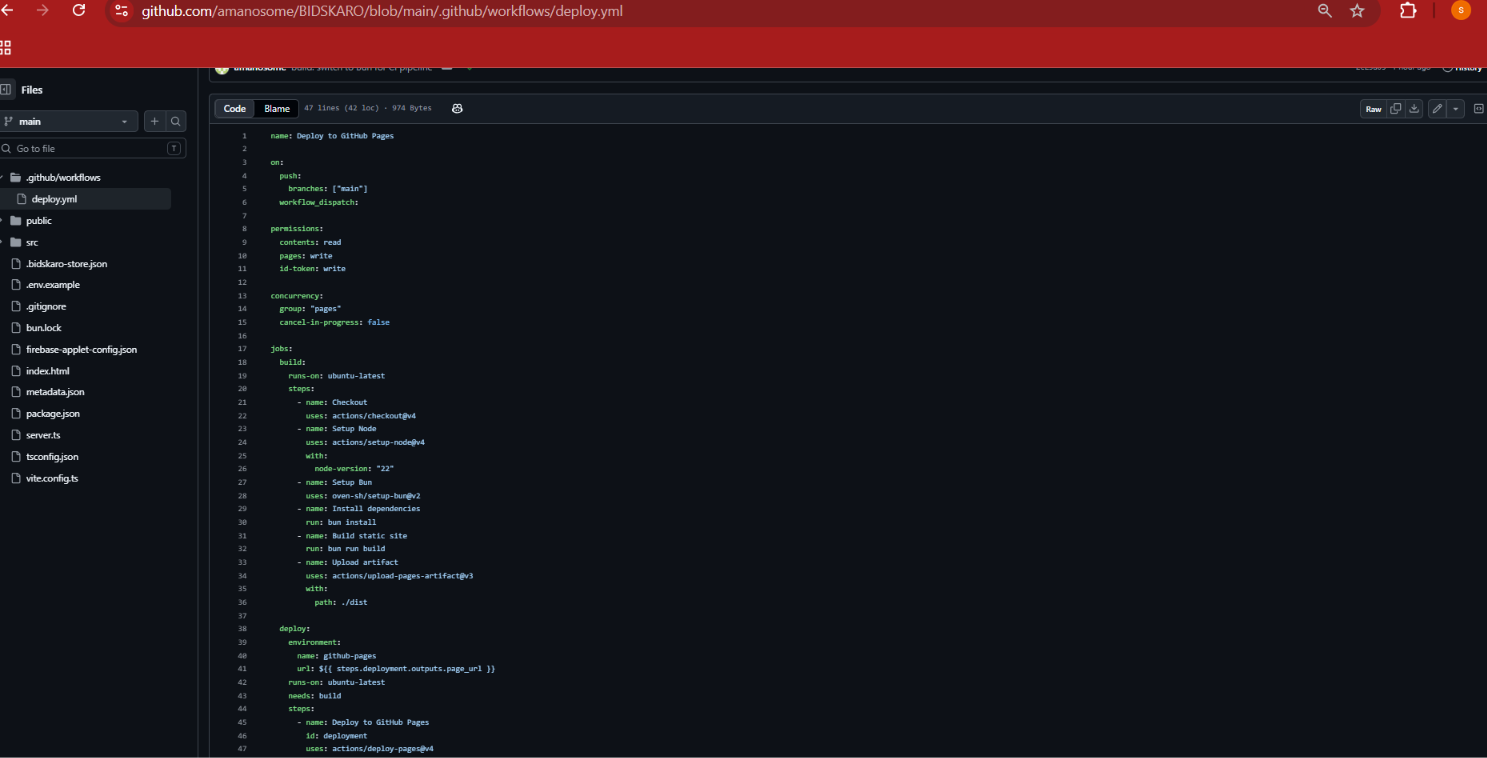 github.com/amanosome/BIDSKARO/blob/main/.github/workflows/deploy.yml
S
amanosome build: switch to bun for CI pipeline
1 hour ago
History
Files
main
Go to file
T
.github/workflows
deploy.yml
public
src
.bidskaro-store.json
.env.example
.gitignore
bun.lock
firebase-applet-config.json
index.html
metadata.json
package.json
server.ts
tsconfig.json
vite.config.ts
Code Blame 47 lines (42 loc) · 974 Bytes
Raw
1 name: Deploy to GitHub Pages
2
3 on:
4   push:
5     branches: ["main"]
6   workflow_dispatch:
7
8 permissions:
9   contents: read
10   pages: write
11   id-token: write
12
13 concurrency:
14   group: "pages"
15   cancel-in-progress: false
16
17 jobs:
18   build:
19     runs-on: ubuntu-latest
20     steps:
21       - name: Checkout
22         uses: actions/checkout@v4
23       - name: Setup Node
24         uses: actions/setup-node@v4
25         with:
26           node-version: "22"
27       - name: Setup Bun
28         uses: oven-sh/setup-bun@v2
29       - name: Install dependencies
30         run: bun install
31       - name: Build static site
32         run: bun run build
33       - name: Upload artifact
34         uses: actions/upload-pages-artifact@v3
35         with:
36           path: ./dist
37
38   deploy:
39     environment:
40       name: github-pages
41       url: ${{ steps.deployment.outputs.page_url }}
42     runs-on: ubuntu-latest
43     needs: build
44     steps:
45       - name: Deploy to GitHub Pages
46         id: deployment
47         uses: actions/deploy-pages@v4